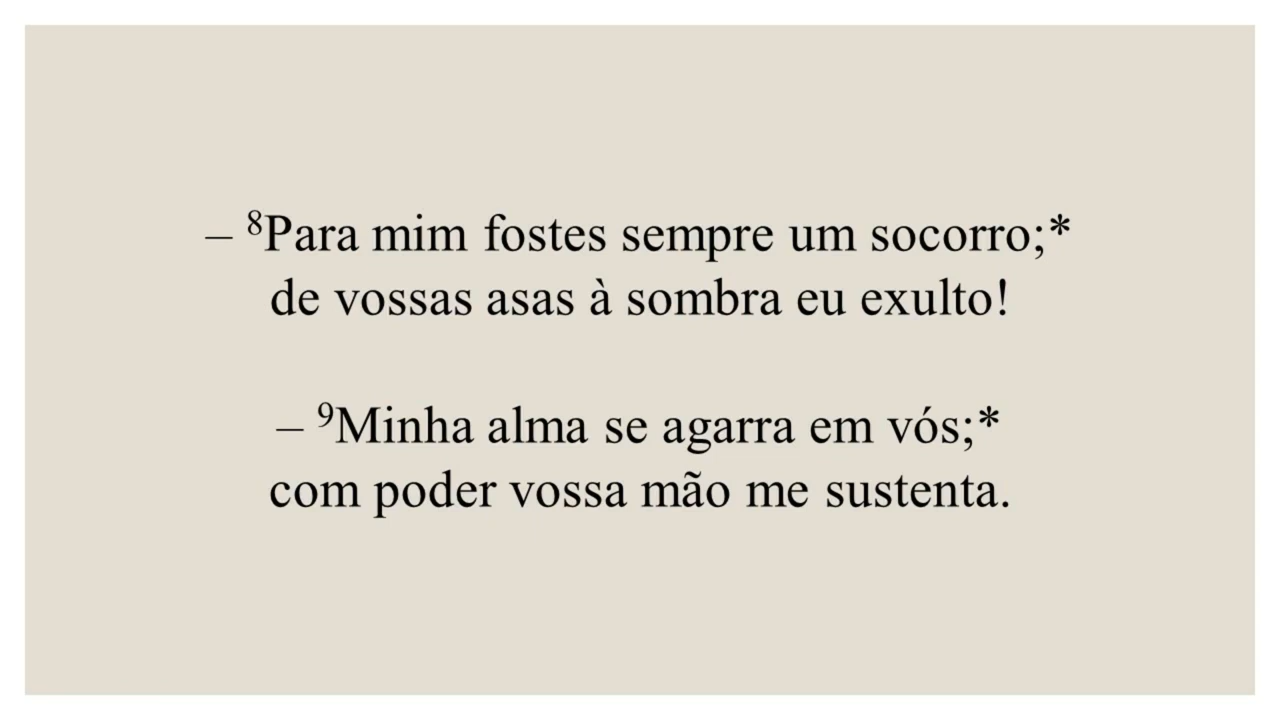 – ⁸Para mim fostes sempre um socorro;*
de vossas asas à sombra eu exulto!
– ⁹Minha alma se agarra em vós;*
com poder vossa mão me sustenta.